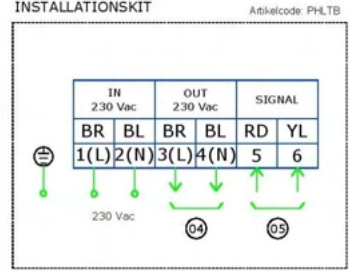 INSTALLATIONSKIT Artikelcode: PHLTB
IN OUT SIGNAL
230 Vac 230 Vac
BR BL BR BL RD YL
1(L) 2(N) 3(L) 4(N) 5 6
230 Vac
04 05